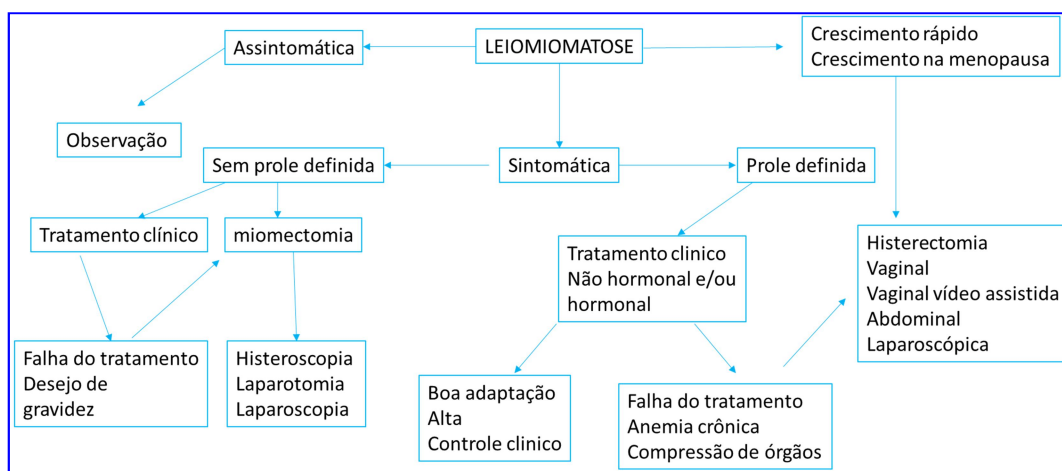 Assintomática
LEIOMIOMATOSE
Crescimento rápido
Crescimento na menopausa
Observação
Sem prole definida
Sintomática
Prole definida
Tratamento clínico
miomectomia
Tratamento clinico
Não hormonal e/ou
hormonal
Histerectomia
Vaginal
Vaginal vídeo assistida
Abdominal
Laparoscópica
Falha do tratamento
Desejo de
gravidez
Histeroscopia
Laparotomia
Laparoscopia
Boa adaptação
Alta
Controle clinico
Falha do tratamento
Anemia crônica
Compressão de órgãos